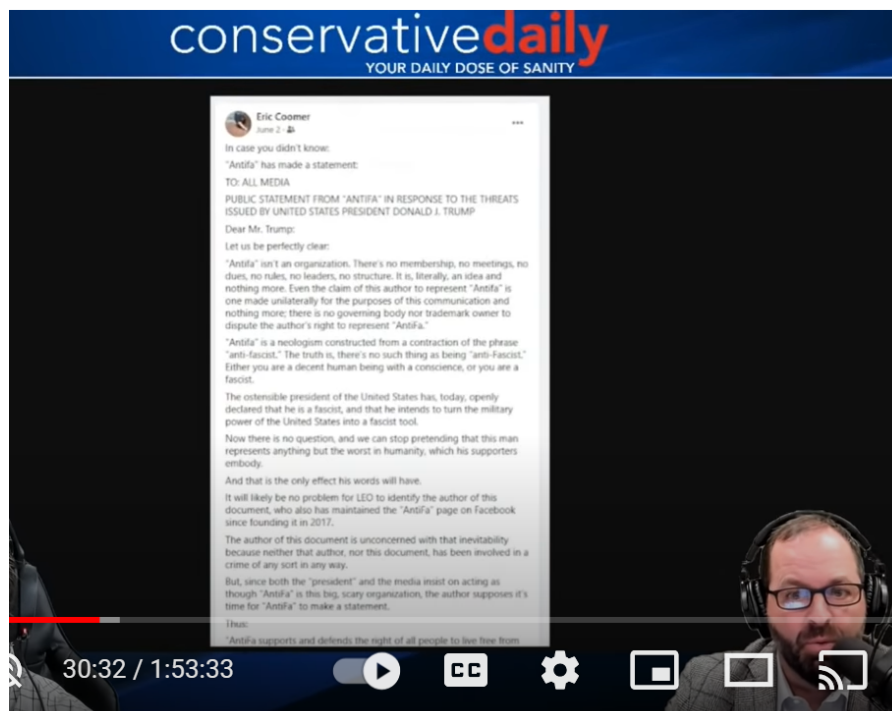 conservativedaily
YOUR DAILY DOSE OF SANITY
Eric Coomer
June 2
In case you didn't know:
"Antifa" has made a statement:
TO: ALL MEDIA
PUBLIC STATEMENT FROM "ANTIFA" IN RESPONSE TO THE THREATS
ISSUED BY UNITED STATES PRESIDENT DONALD J. TRUMP
Dear Mr. Trump:
Let us be perfectly clear:
"Antifa" isn't an organization. There's no membership, no meetings, no
dues, no rules, no leaders, no structure. It is, literally, an idea and
nothing more. Even the claim of this author to represent "Antifa" is
one made unilaterally for the purposes of this communication and
nothing more; there is no governing body nor trademark owner to
dispute the author's right to represent "AntiFa."
"Antifa" is a neologism constructed from a contraction of the phrase
"anti-fascist." The truth is, there's no such thing as being "anti-Fascist."
Either you are a decent human being with a conscience, or you are a
fascist.
The ostensible president of the United States has, today, openly
declared that he is a fascist, and that he intends to turn the military
power of the United States into a fascist tool.
Now there is no question, and we can stop pretending that this man
represents anything but the worst in humanity, which his supporters
embody.
And that is the only effect his words will have.
It will likely be no problem for LEO to identify the author of this
document, who also has maintained the "AntiFa" page on Facebook
since founding it in 2017.
The author of this document is unconcerned with that inevitability
because neither that author, nor this document, has been involved in a
crime of any sort in any way.
But, since both the "president" and the media insist on acting as
though "AntiFa" is this big, scary organization, the author supposes it's
time for "AntiFa" to make a statement.
Thus:
"AntiFa supports and defends the right of all people to live free from
30:32 / 1:53:33
CC